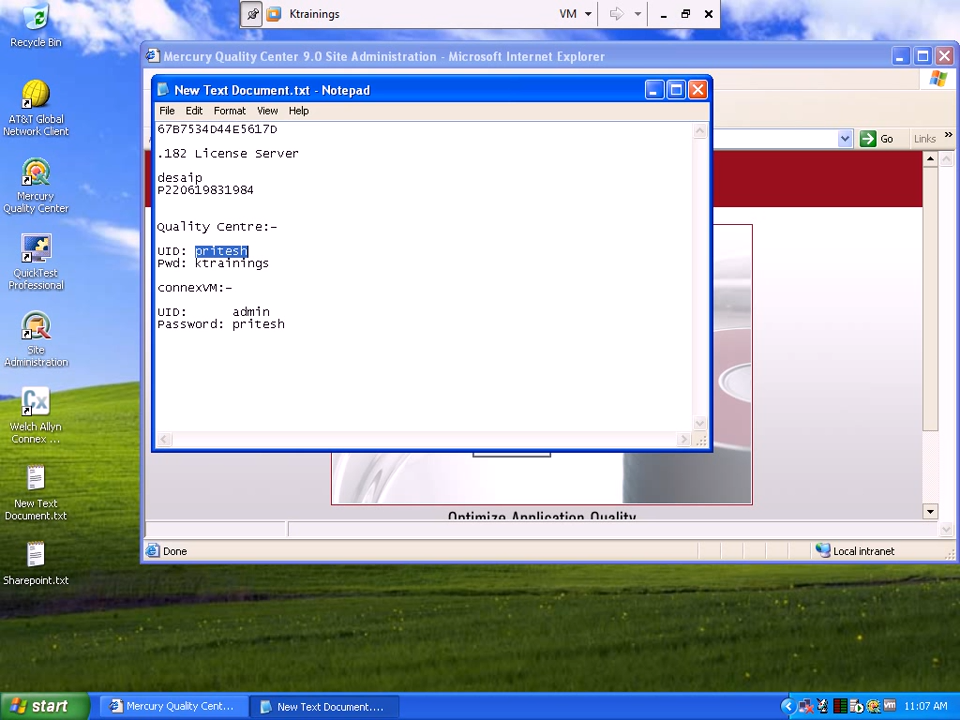 Ktrainings
VM
Recycle Bin
Mercury Quality Center 9.0 Site Administration - Microsoft Internet Explorer
New Text Document.txt - Notepad
File Edit Format View Help
67B7534D44E5617D
.182 License Server
desaip
P220619831984
Quality Centre:-
UID: pritesh
Pwd: ktrainings
connexVM:-
UID: admin
Password: pritesh
Go
Links
AT&T Global
Network Client
Mercury
Quality Center
QuickTest
Professional
Site
Administration
Cx
Welch Allyn
Connex ...
New Text
Document.txt
Sharepoint.txt
Optimize Application Quality
Done
Local intranet
start
Mercury Quality Cent...
New Text Document....
11:07 AM